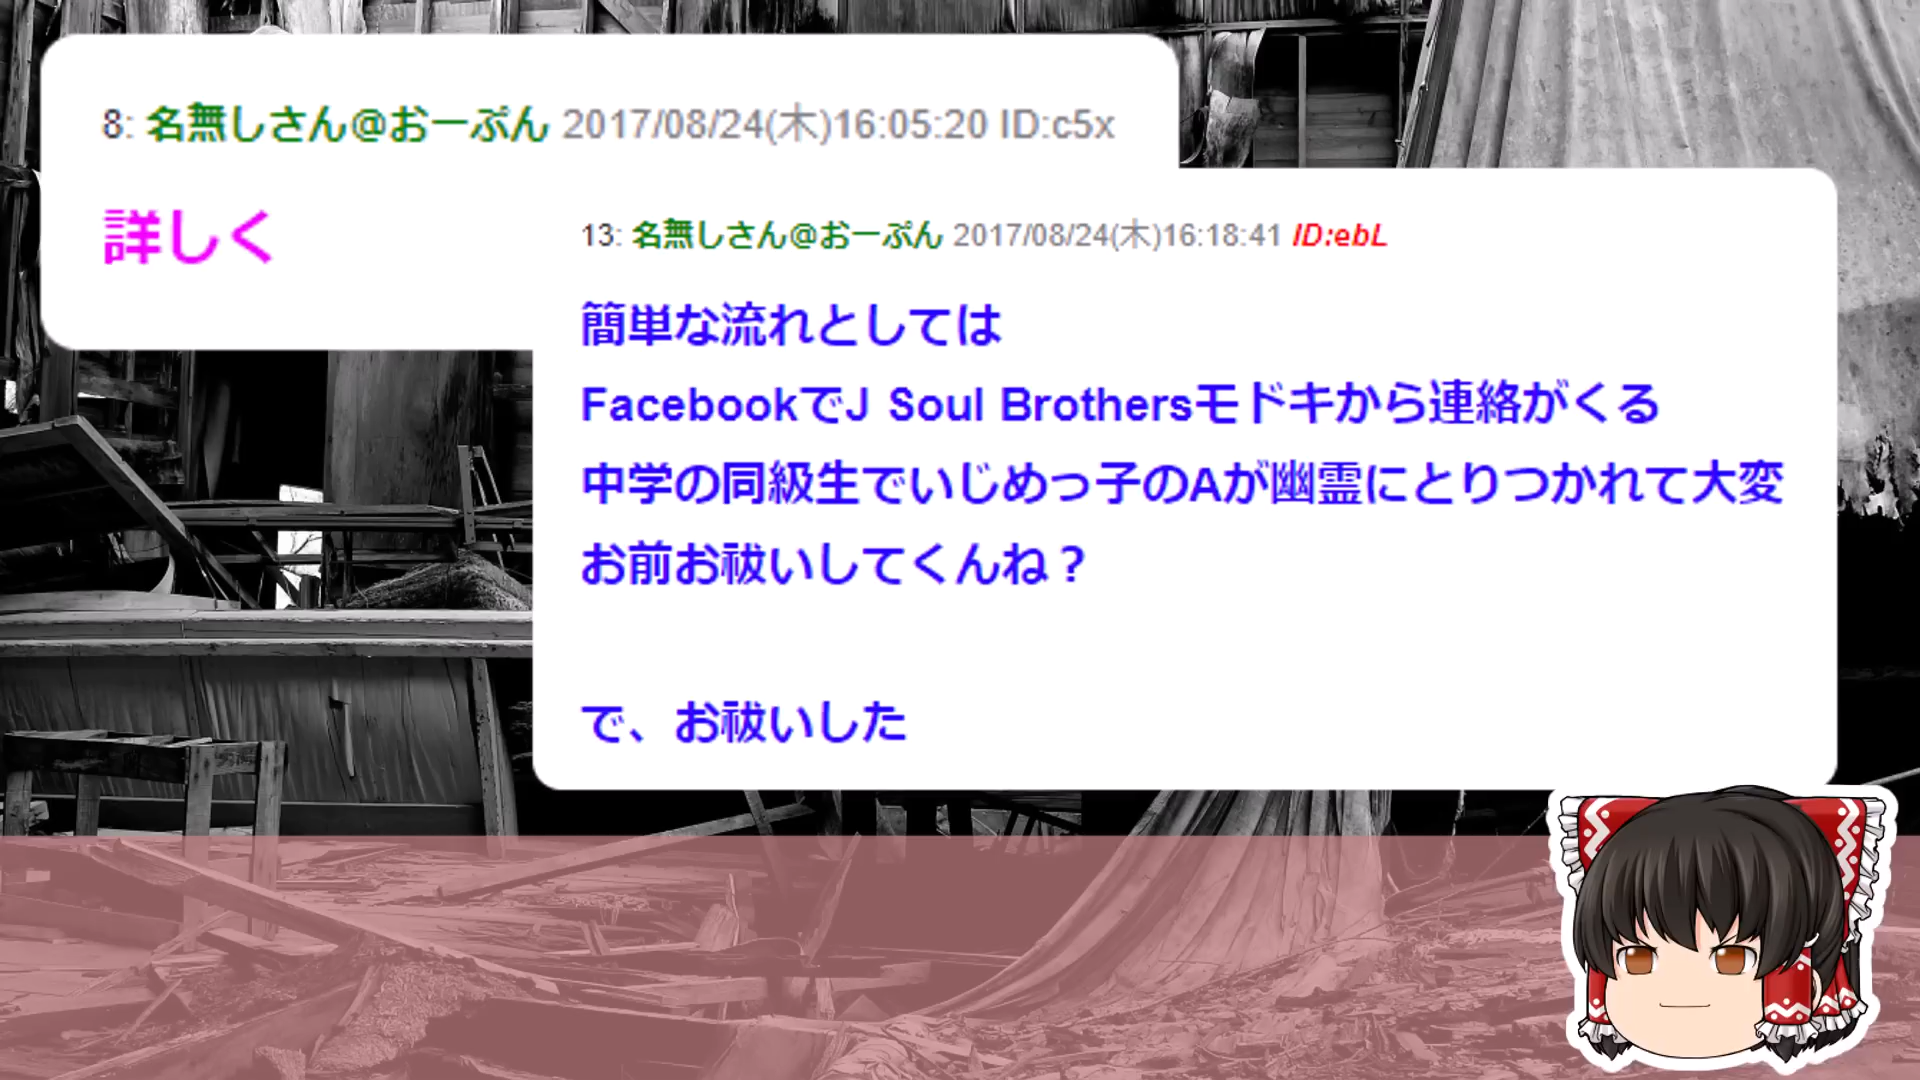 8: 名無しさん@おーぷん 2017/08/24(木)16:05:20 ID:c5x
詳しく
13: 名無しさん@おーぷん 2017/08/24(木)16:18:41 ID:ebL
簡単な流れとしては
FacebookでJ Soul Brothersモドキから連絡がくる
中学の同級生でいじめっ子のAが幽霊にとりつかれて大変
お前お祓いしてくんね？
で、お祓いした